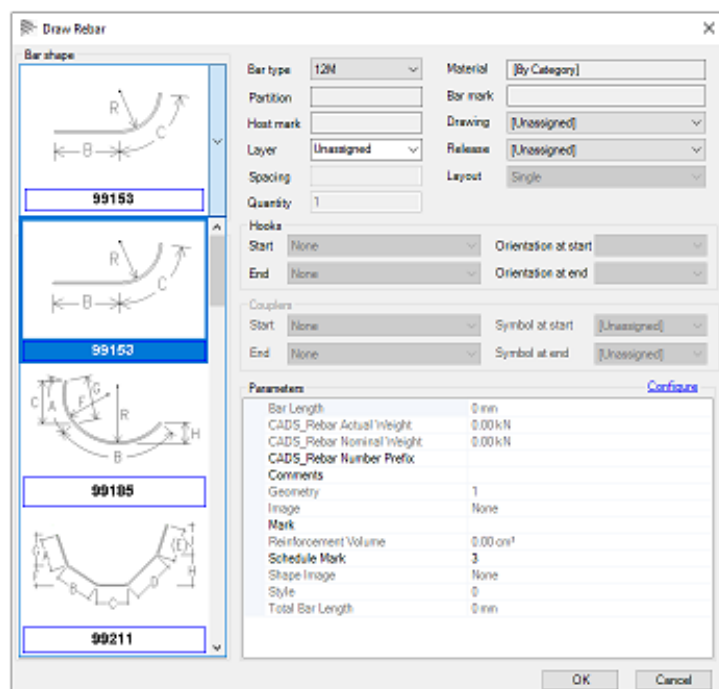 Draw Rebar
Bar shape
R
B
C
99153
R
B
C
99153
C
A
G
F
R
H
B
99185
A
B
C
D
(E)
H
99211
Bar type 12M
Partition
Host mark
Layer Unassigned
Spacing
Quantity 1
Material [By Category]
Bar mark
Drawing [Unassigned]
Release [Unassigned]
Layout Single
Hooks
Start None Orientation at start
End None Orientation at end
Couplers
Start None Symbol at start [Unassigned]
End None Symbol at end [Unassigned]
Parameters Configure
Bar Length 0 mm
CADS_Rebar Actual Weight 0.00 kN
CADS_Rebar Nominal Weight 0.00 kN
CADS_Rebar Number Prefix
Comments
Geometry 1
Image None
Mark
Reinforcement Volume 0.00 cm³
Schedule Mark 3
Shape Image None
Style 0
Total Bar Length 0 mm
OK Cancel